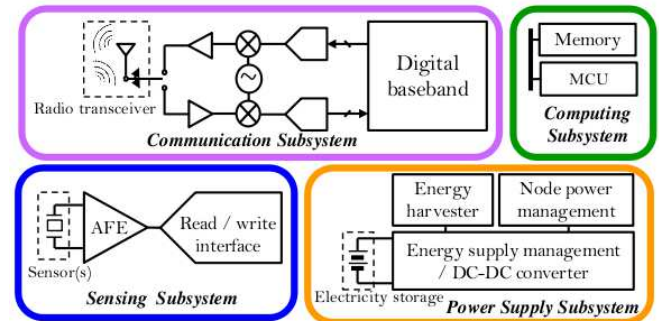 Radio transceiver
Digital
baseband
Communication Subsystem
Memory
MCU
Computing
Subsystem
Sensor(s)
AFE
Read / write
interface
Sensing Subsystem
Energy
harvester
Node power
management
Energy supply management
/ DC-DC converter
Electricity storage
Power Supply Subsystem